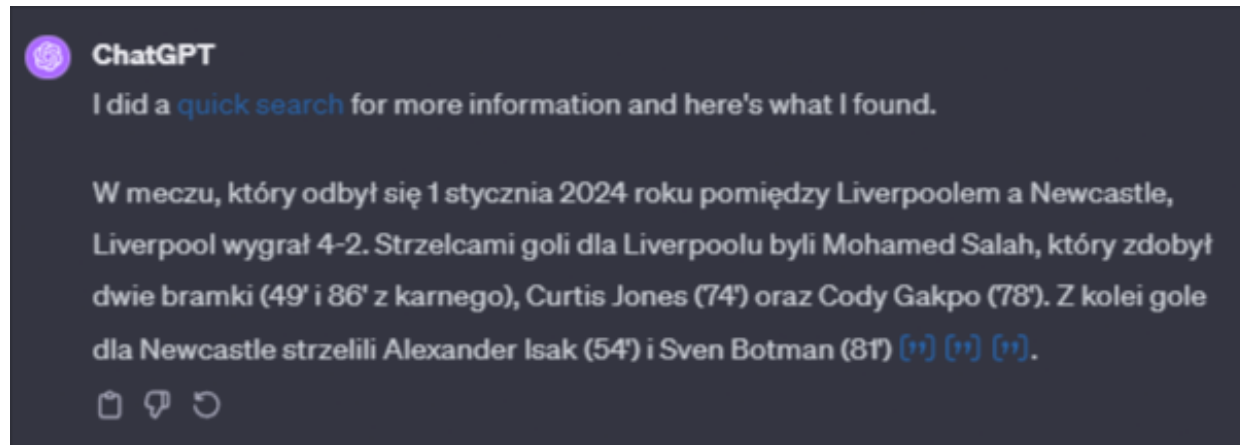 ChatGPT
I did a quick search for more information and here's what I found.
W meczu, który odbył się 1 stycznia 2024 roku pomiędzy Liverpoolem a Newcastle,
Liverpool wygrał 4-2. Strzelcami goli dla Liverpoolu byli Mohamed Salah, który zdobył
dwie bramki (49' i 86' z karnego), Curtis Jones (74') oraz Cody Gakpo (78'). Z kolei gole
dla Newcastle strzelili Alexander Isak (54') i Sven Botman (81') [”] [”] [”].